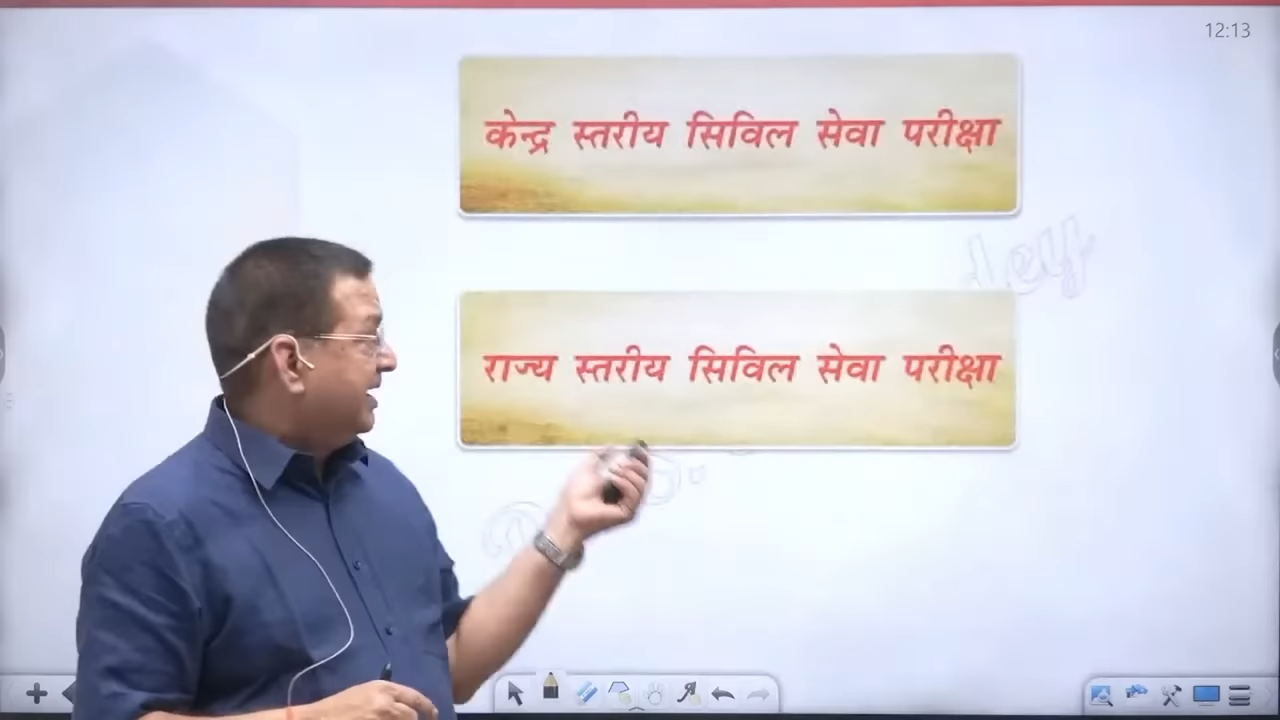 12:13
केन्द्र स्तरीय सिविल सेवा परीक्षा
राज्य स्तरीय सिविल सेवा परीक्षा